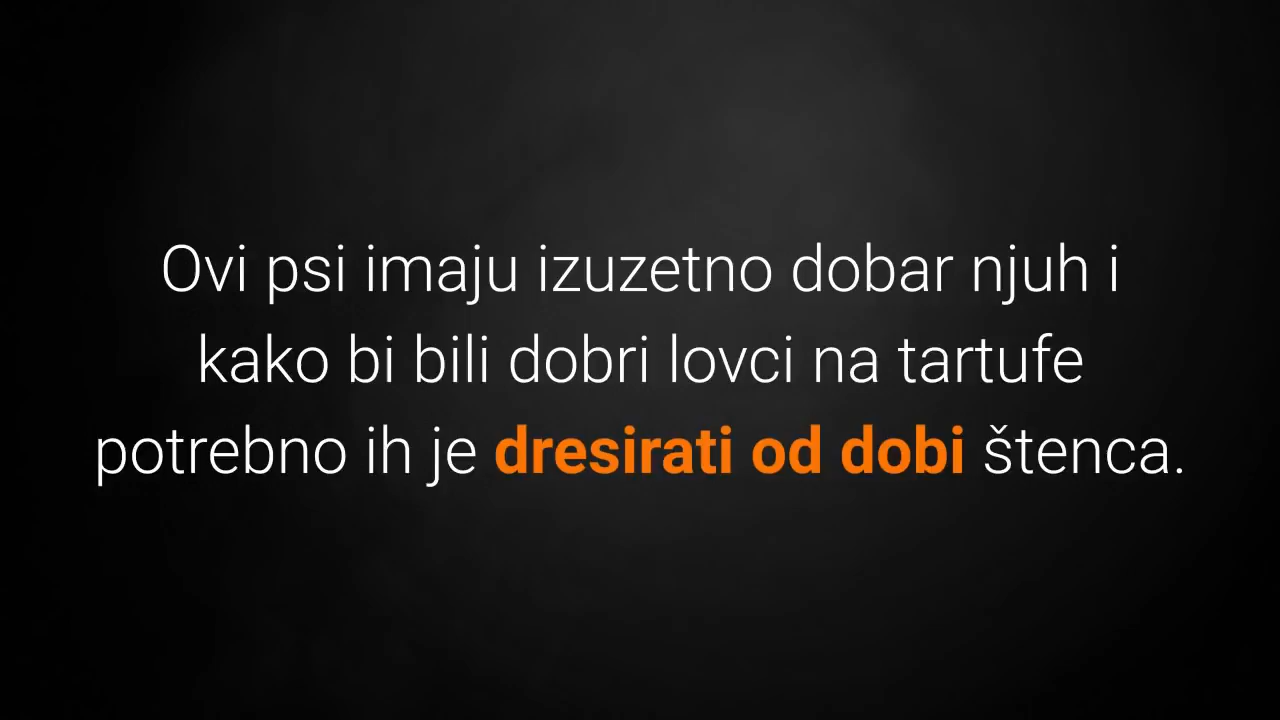 Ovi psi imaju izuzetno dobar njuh i
kako bi bili dobri lovci na tartufe
potrebno ih je dresirati od dobi štenca.